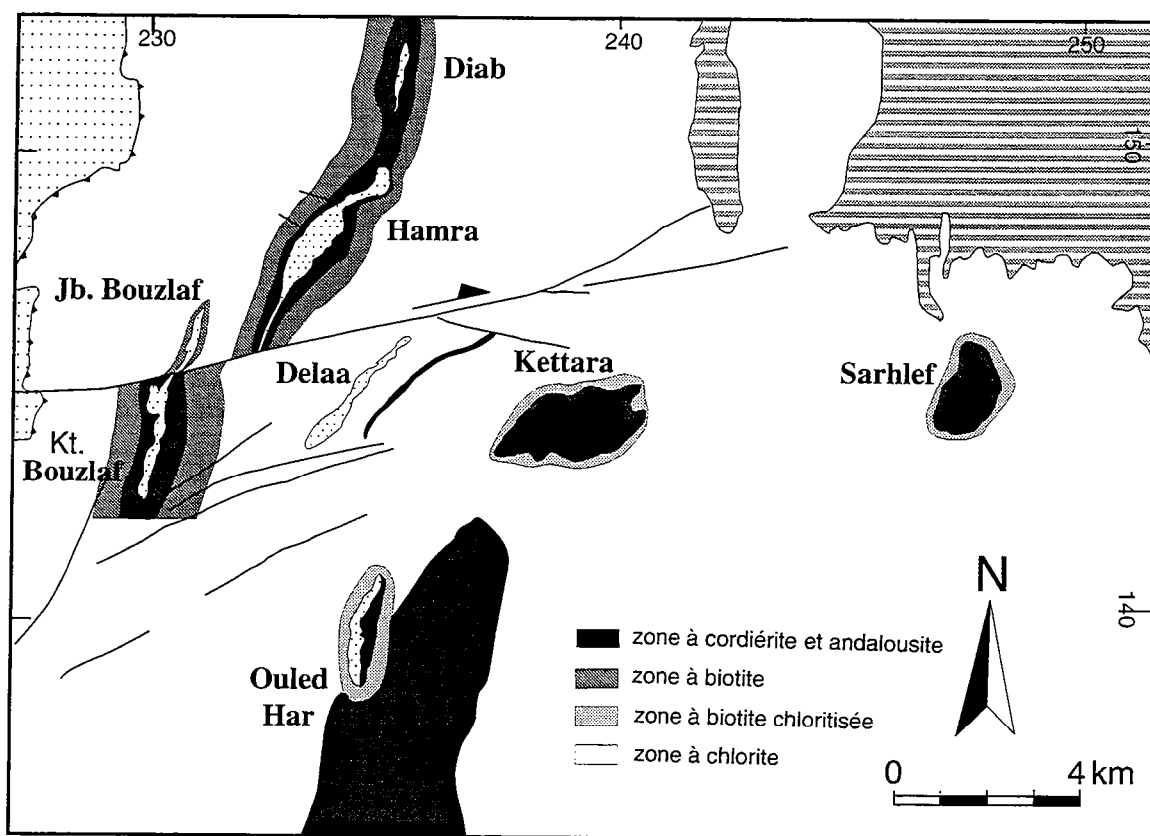 230
240
250
Diab
150
Hamra
Jb. Bouzlaf
Delaa
Kettara
Sarhlef
Kt.
Bouzlaf
N
140
zone à cordiérite et andalousite
zone à biotite
zone à biotite chloritisée
zone à chlorite
Ouled
Har
0 4 km